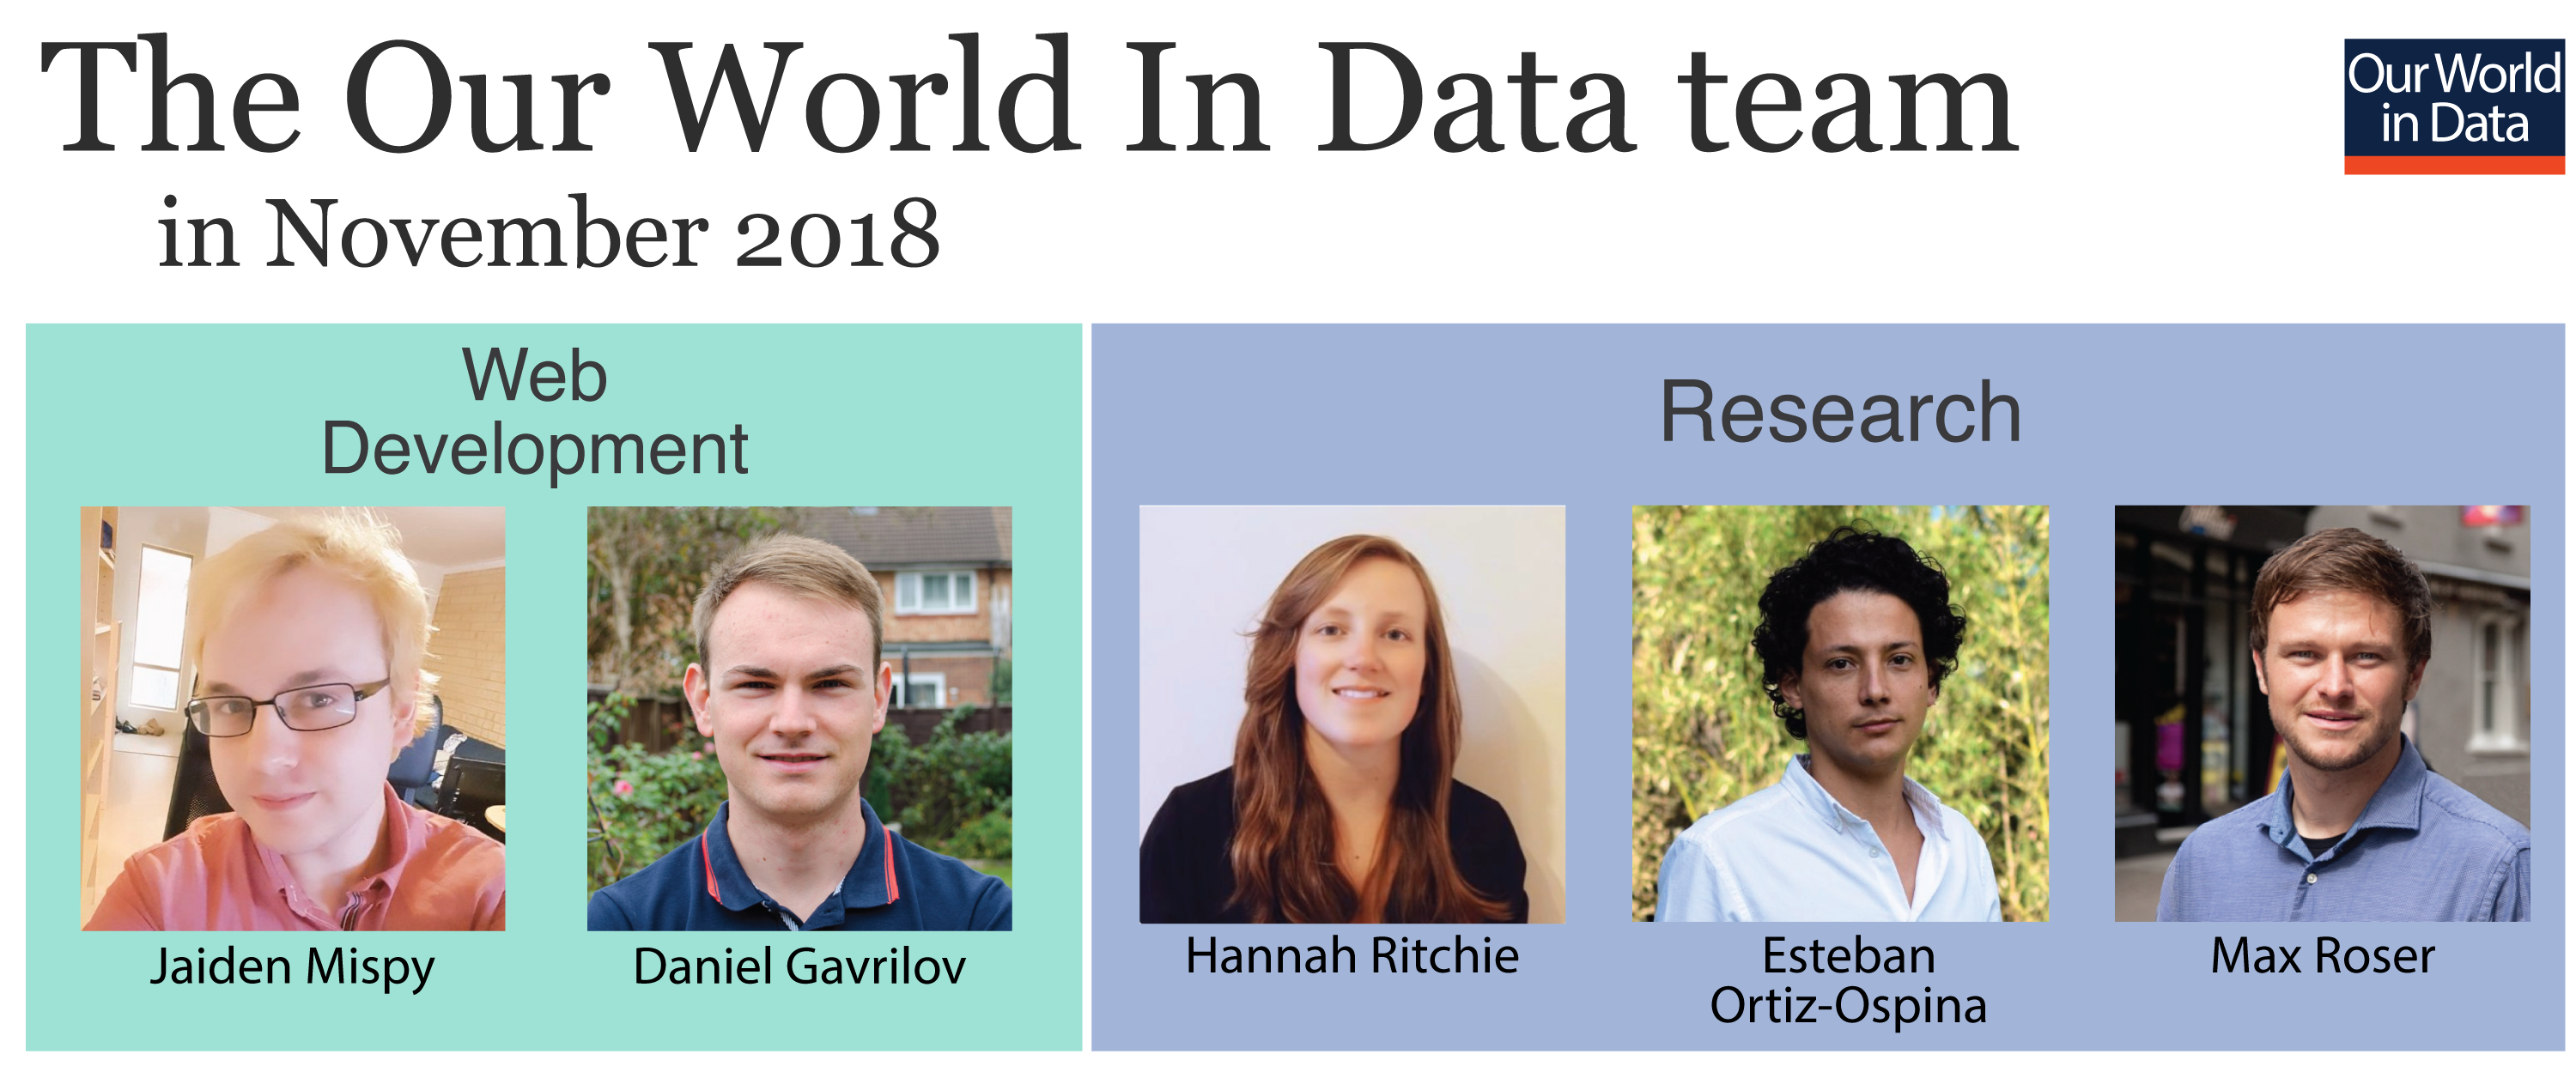 The Our World In Data team
in November 2018
Our World
in Data
Web
Development
Research
Jaiden Mispy
Daniel Gavrilov
Hannah Ritchie
Esteban
Ortiz-Ospina
Max Roser